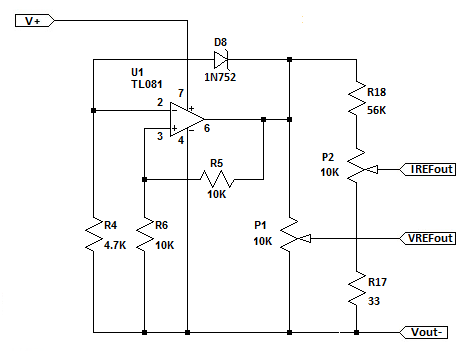 V+
D8
1N752
U1
TL081
7
2
+
−
3
+
−
6
4
R5
10K
R18
56K
P2
10K
IREFout
R4
4.7K
R6
10K
P1
10K
VREFout
R17
33
Vout-